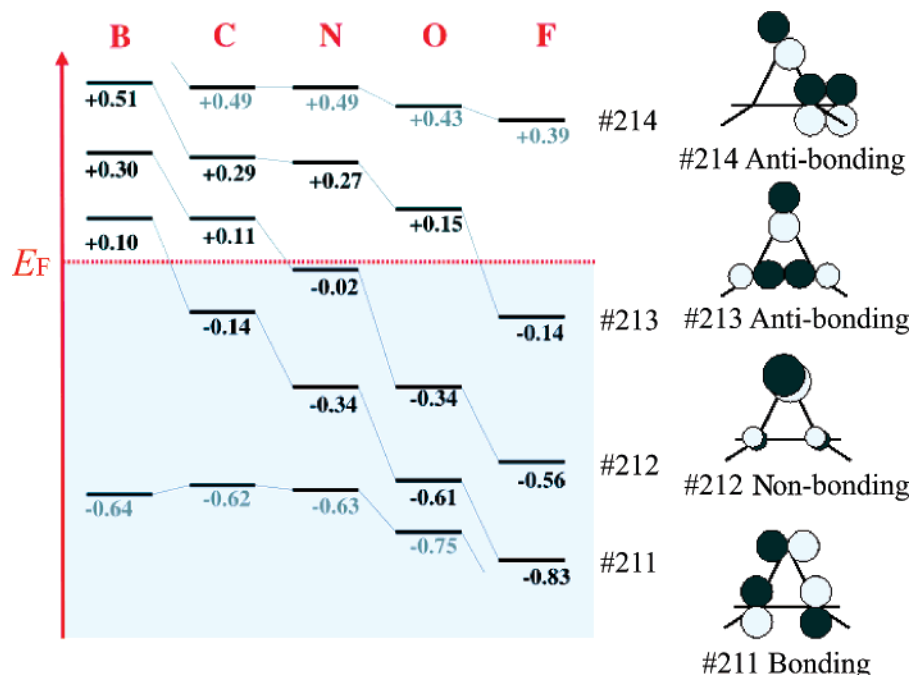 B C N O F
+0.51 +0.49 +0.49 +0.43 +0.39 #214
#214 Anti-bonding
+0.30 +0.29 +0.27 +0.15
+0.10 +0.11
EF
-0.02
-0.14 -0.14 #213
#213 Anti-bonding
-0.34 -0.34
-0.56 #212
#212 Non-bonding
-0.64 -0.62 -0.63 -0.61
-0.75 -0.83 #211
#211 Bonding